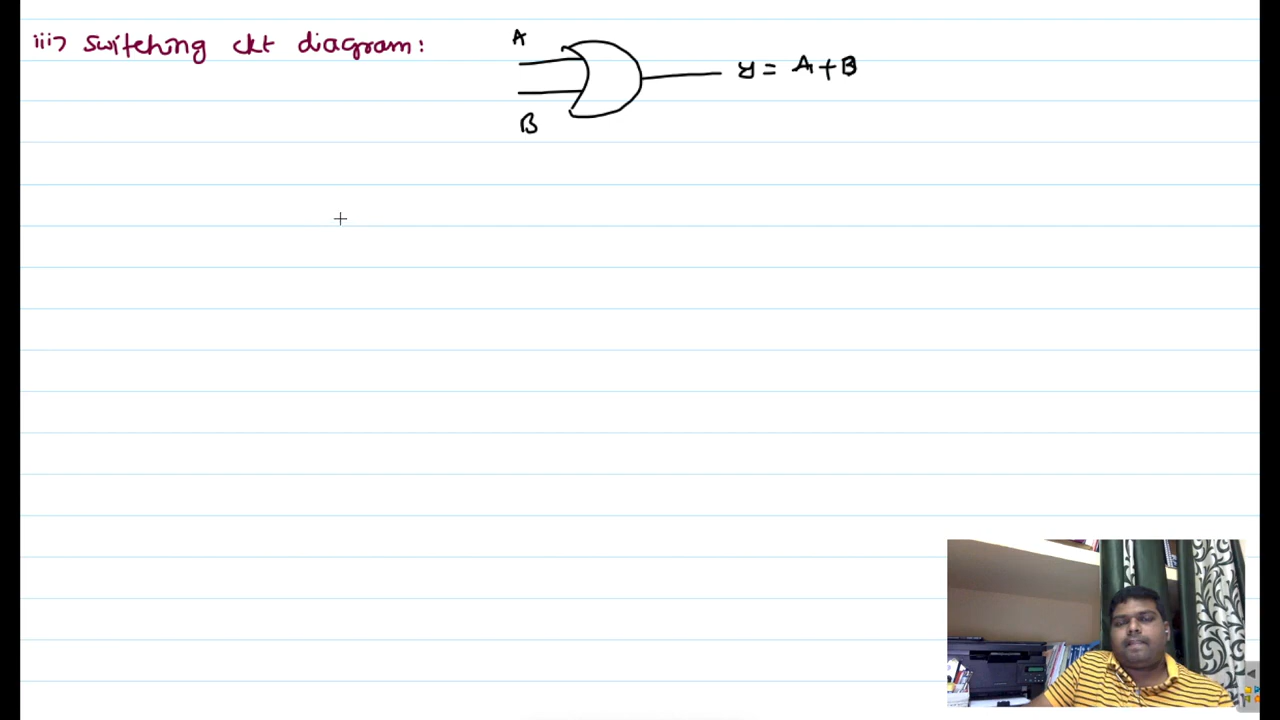 iii) Switching ckt diagram:
A
y = A+B
B